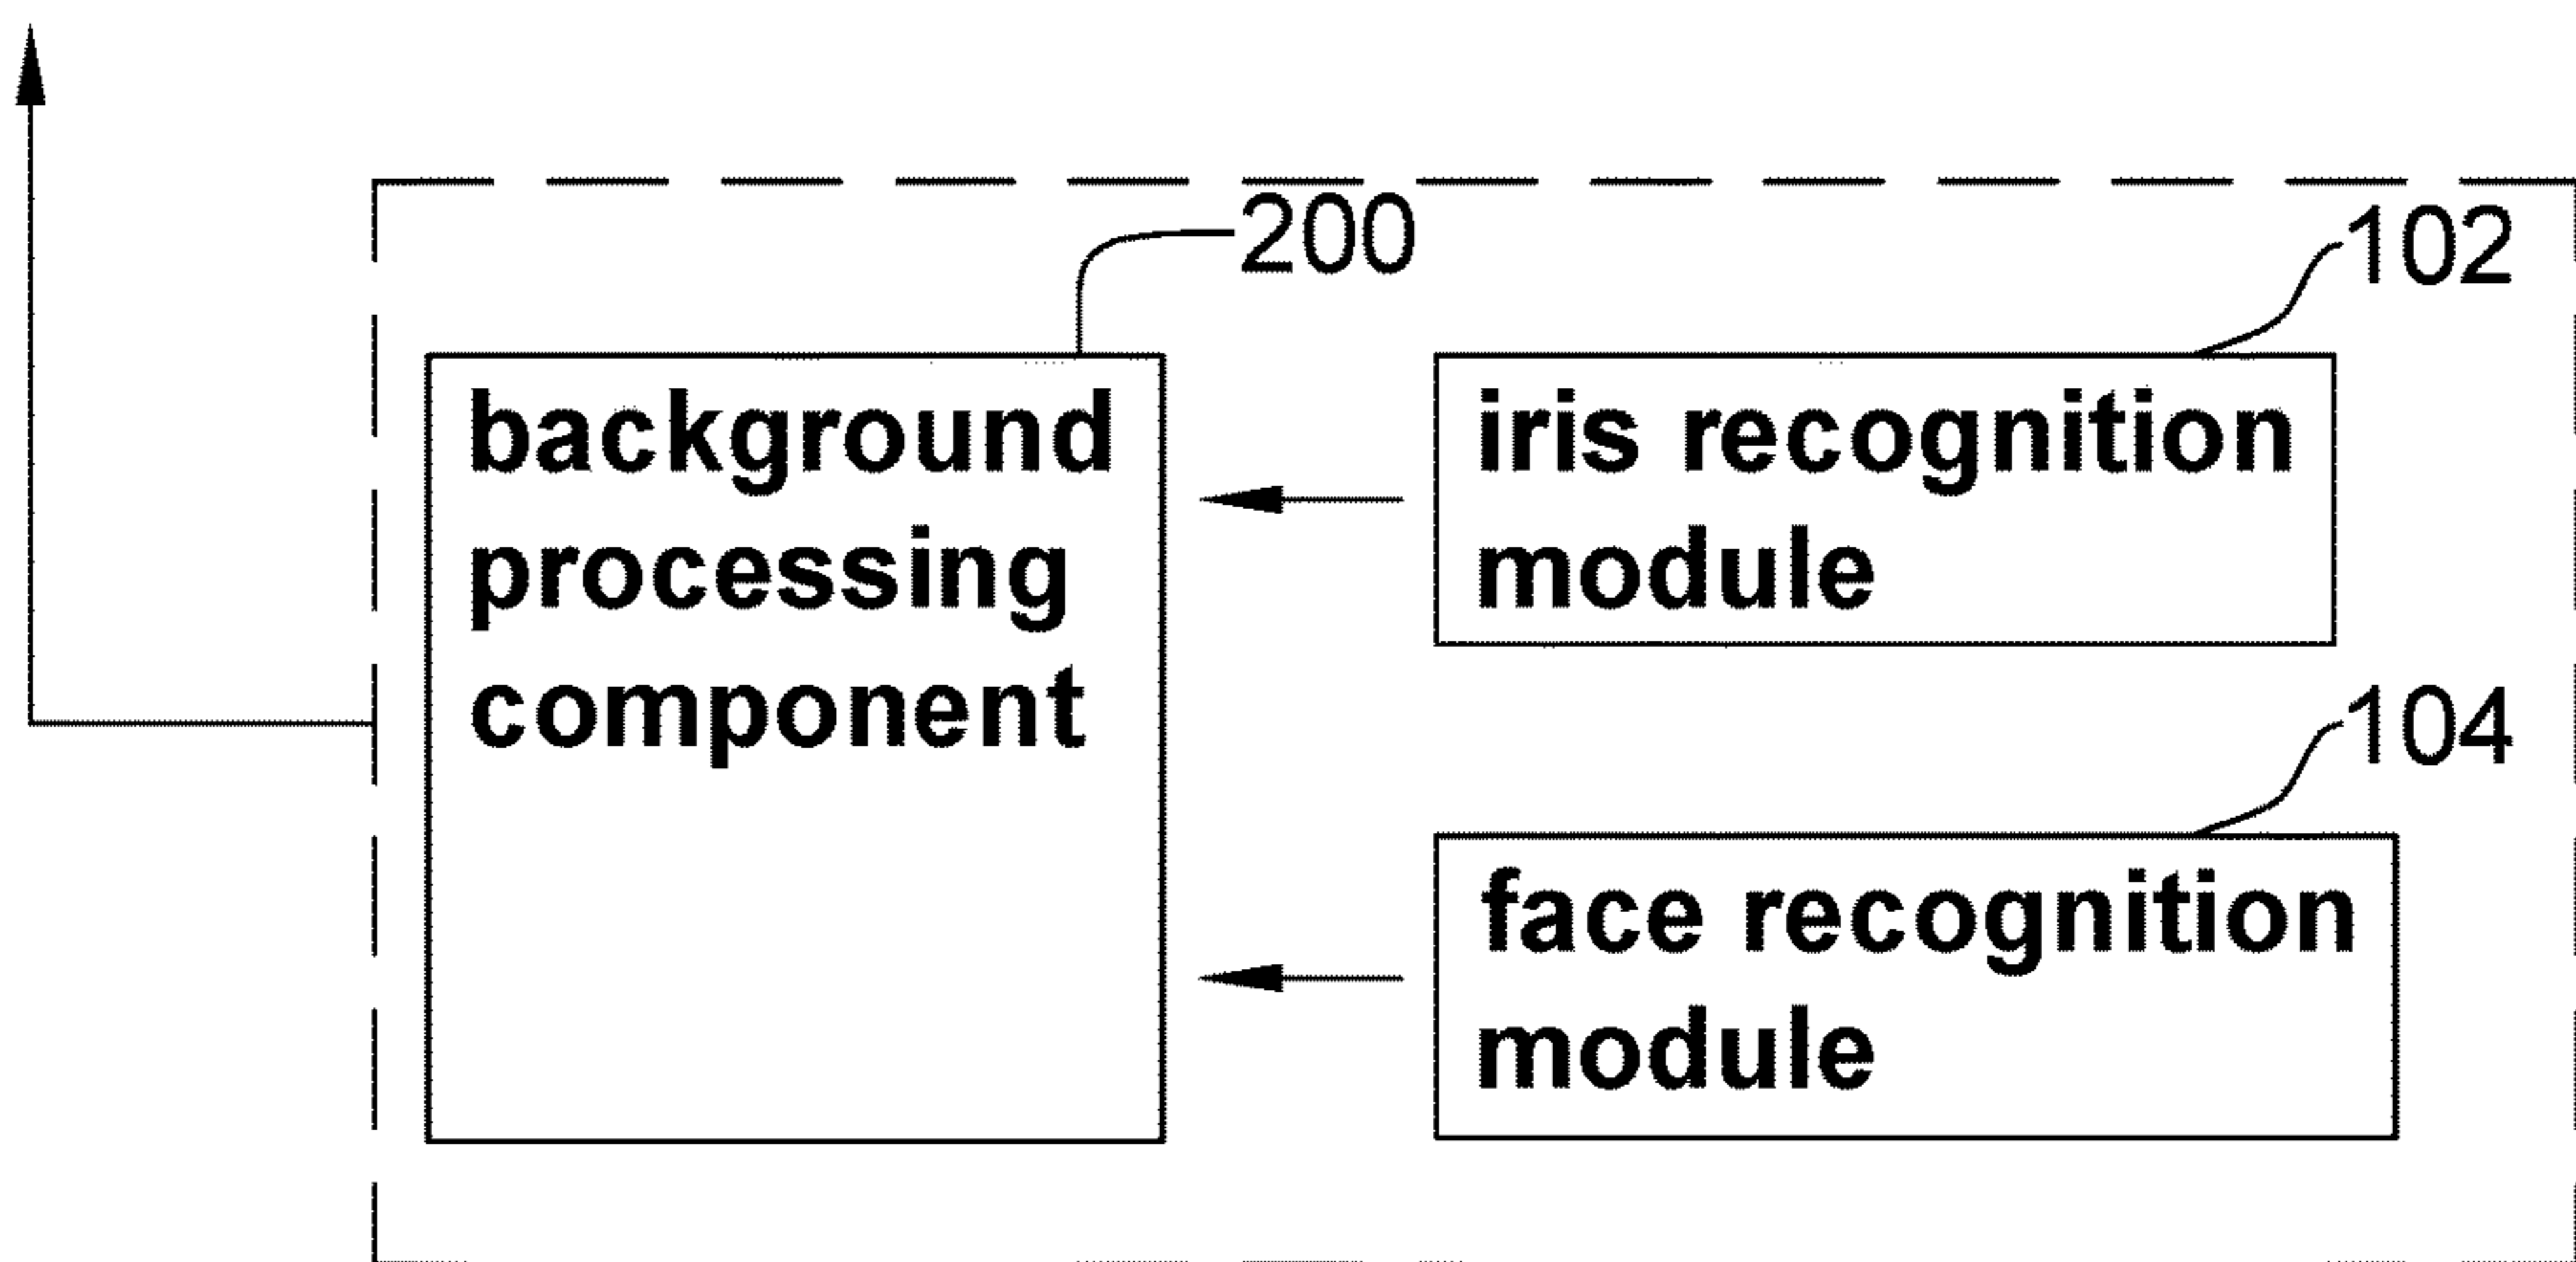 200
102
background
processing
component
iris recognition
module
104
face recognition
module